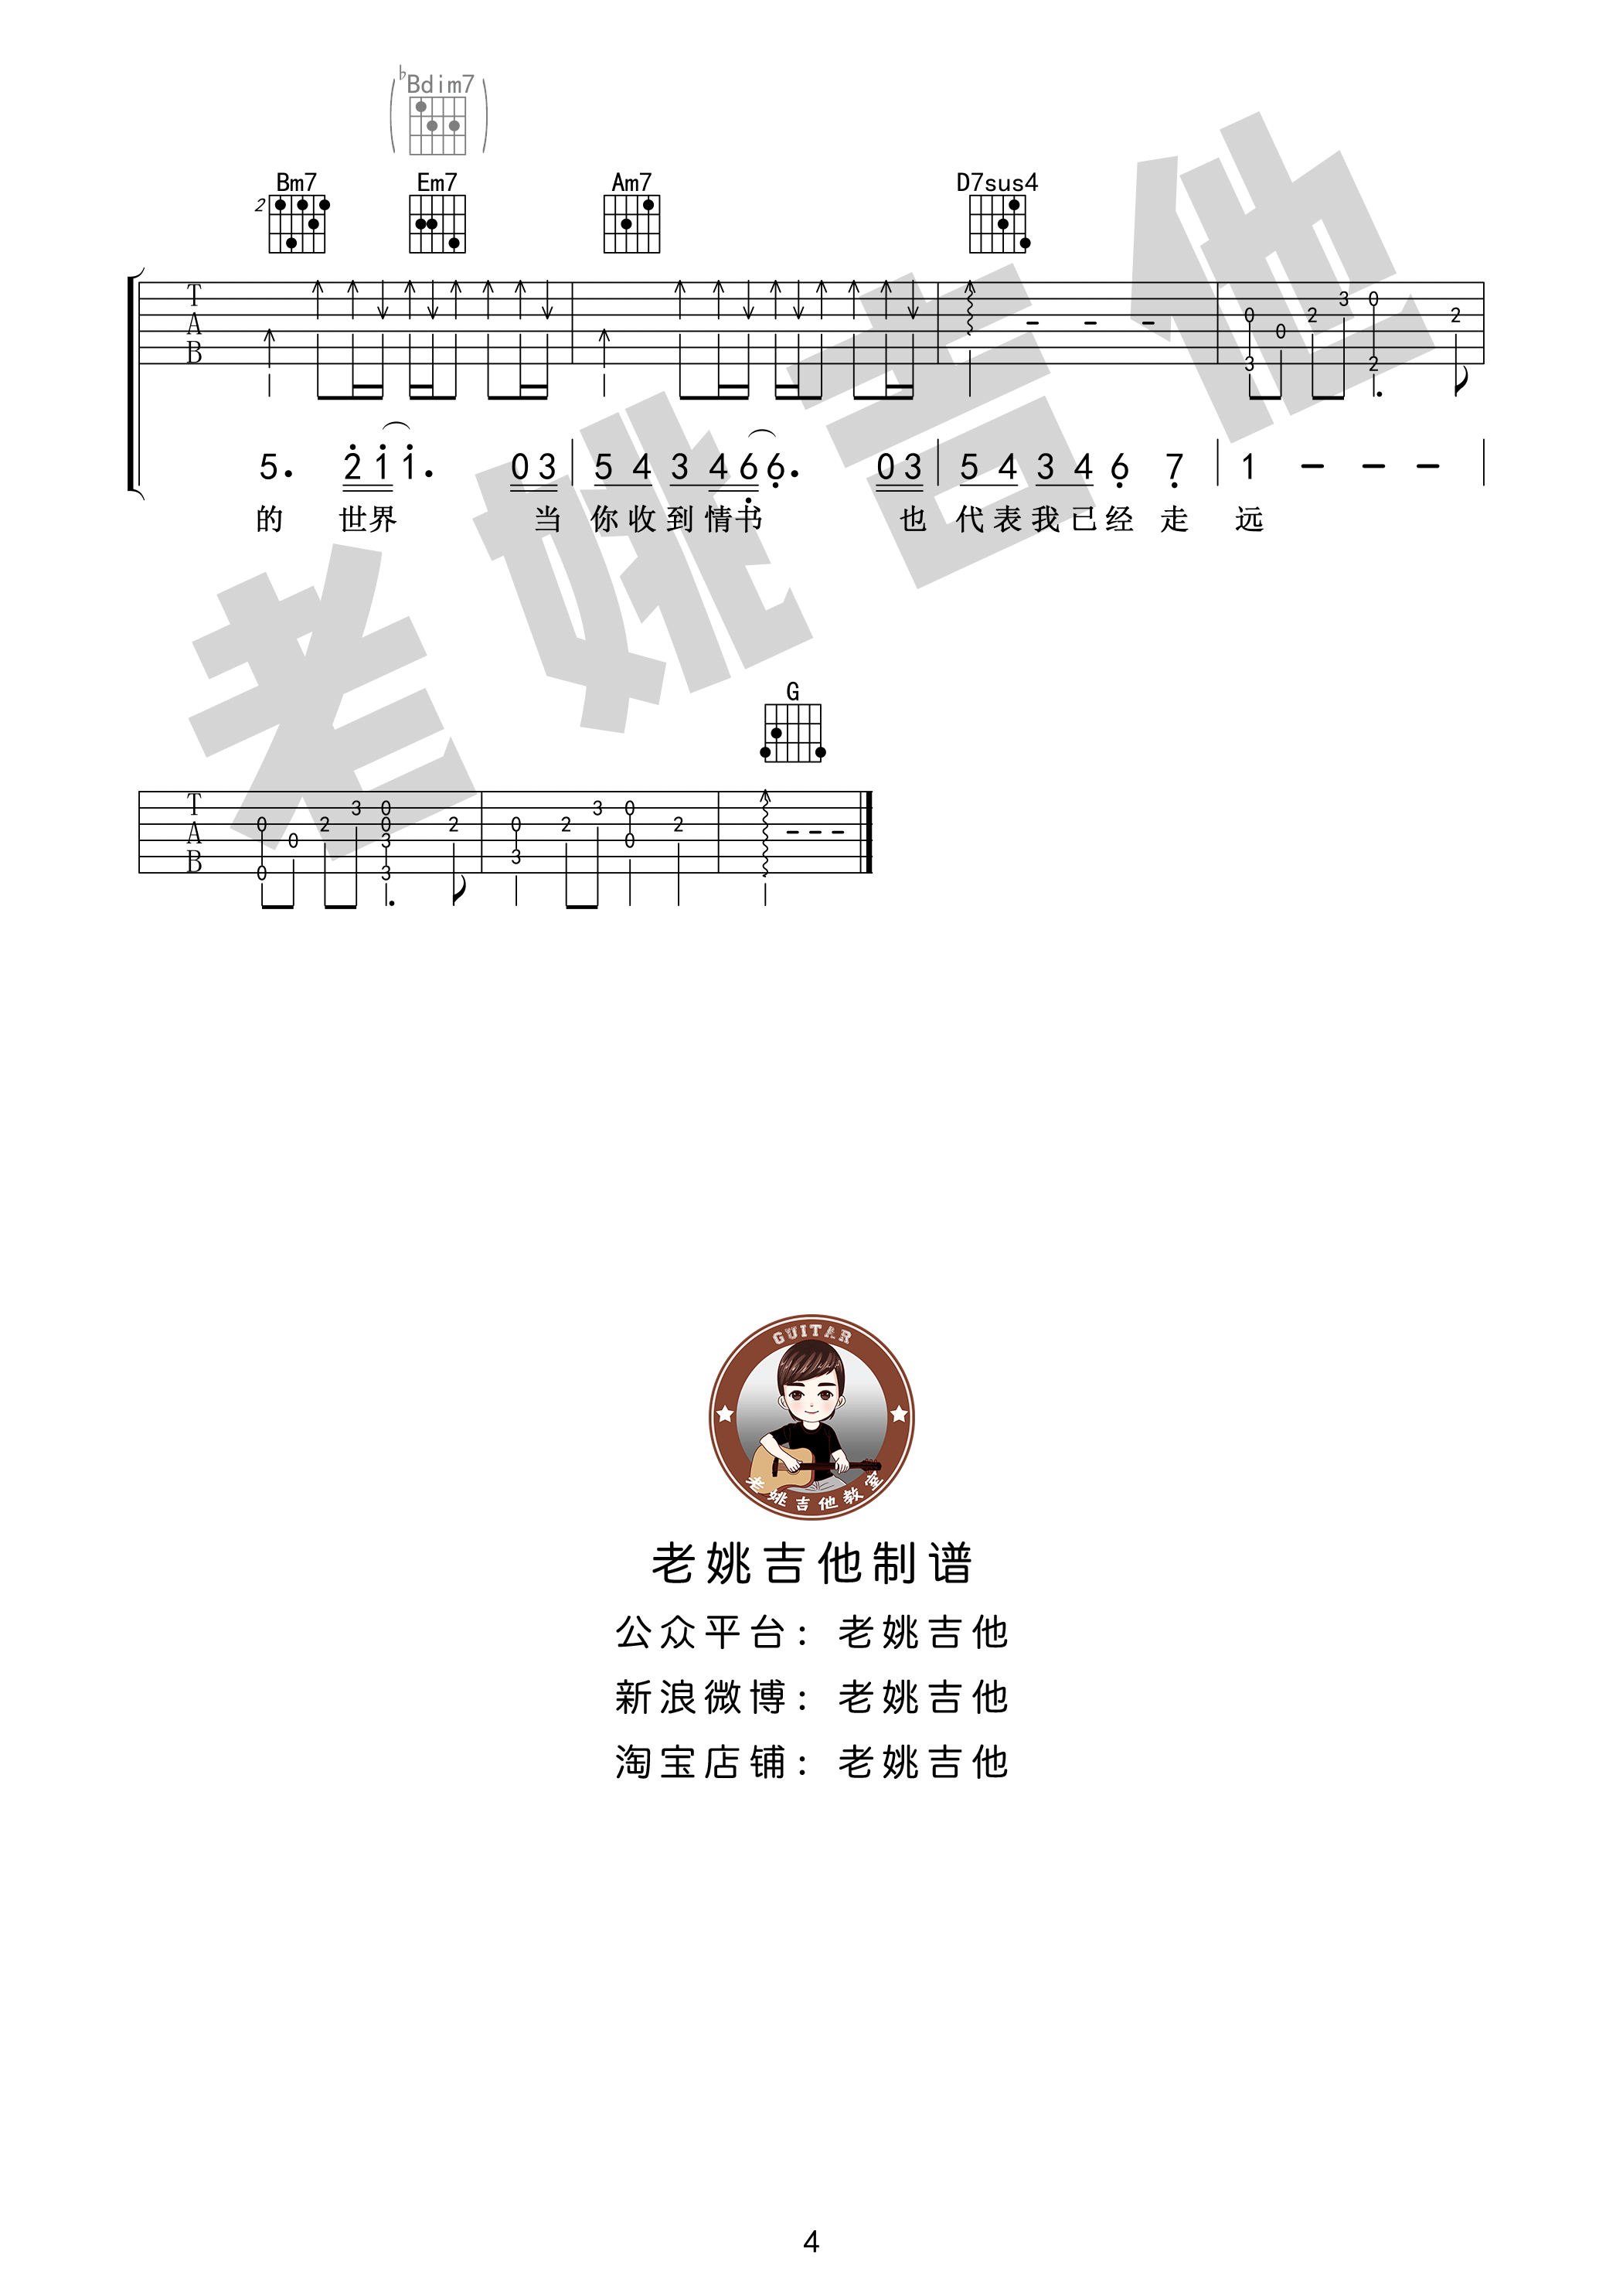 ♭Bdim7
Bm7 Em7 Am7 D7sus4
2
T
A
B
3 0
0 2 2
0
3 2
5. 2 1 1. 0 3 5 4 3 4 6 6. 0 3 5 4 3 4 6 7 1 — — —
的 世界 当 你收到情书 也 代表我已经 走 远
老姚吉他
G
T
A
B
3 0 3 0
0 2 0 2 0 2 2
0 3 0
3
0 3
GUITAR
老姚吉他教室
老姚吉他制谱
公众平台：老姚吉他
新浪微博：老姚吉他
淘宝店铺：老姚吉他
4